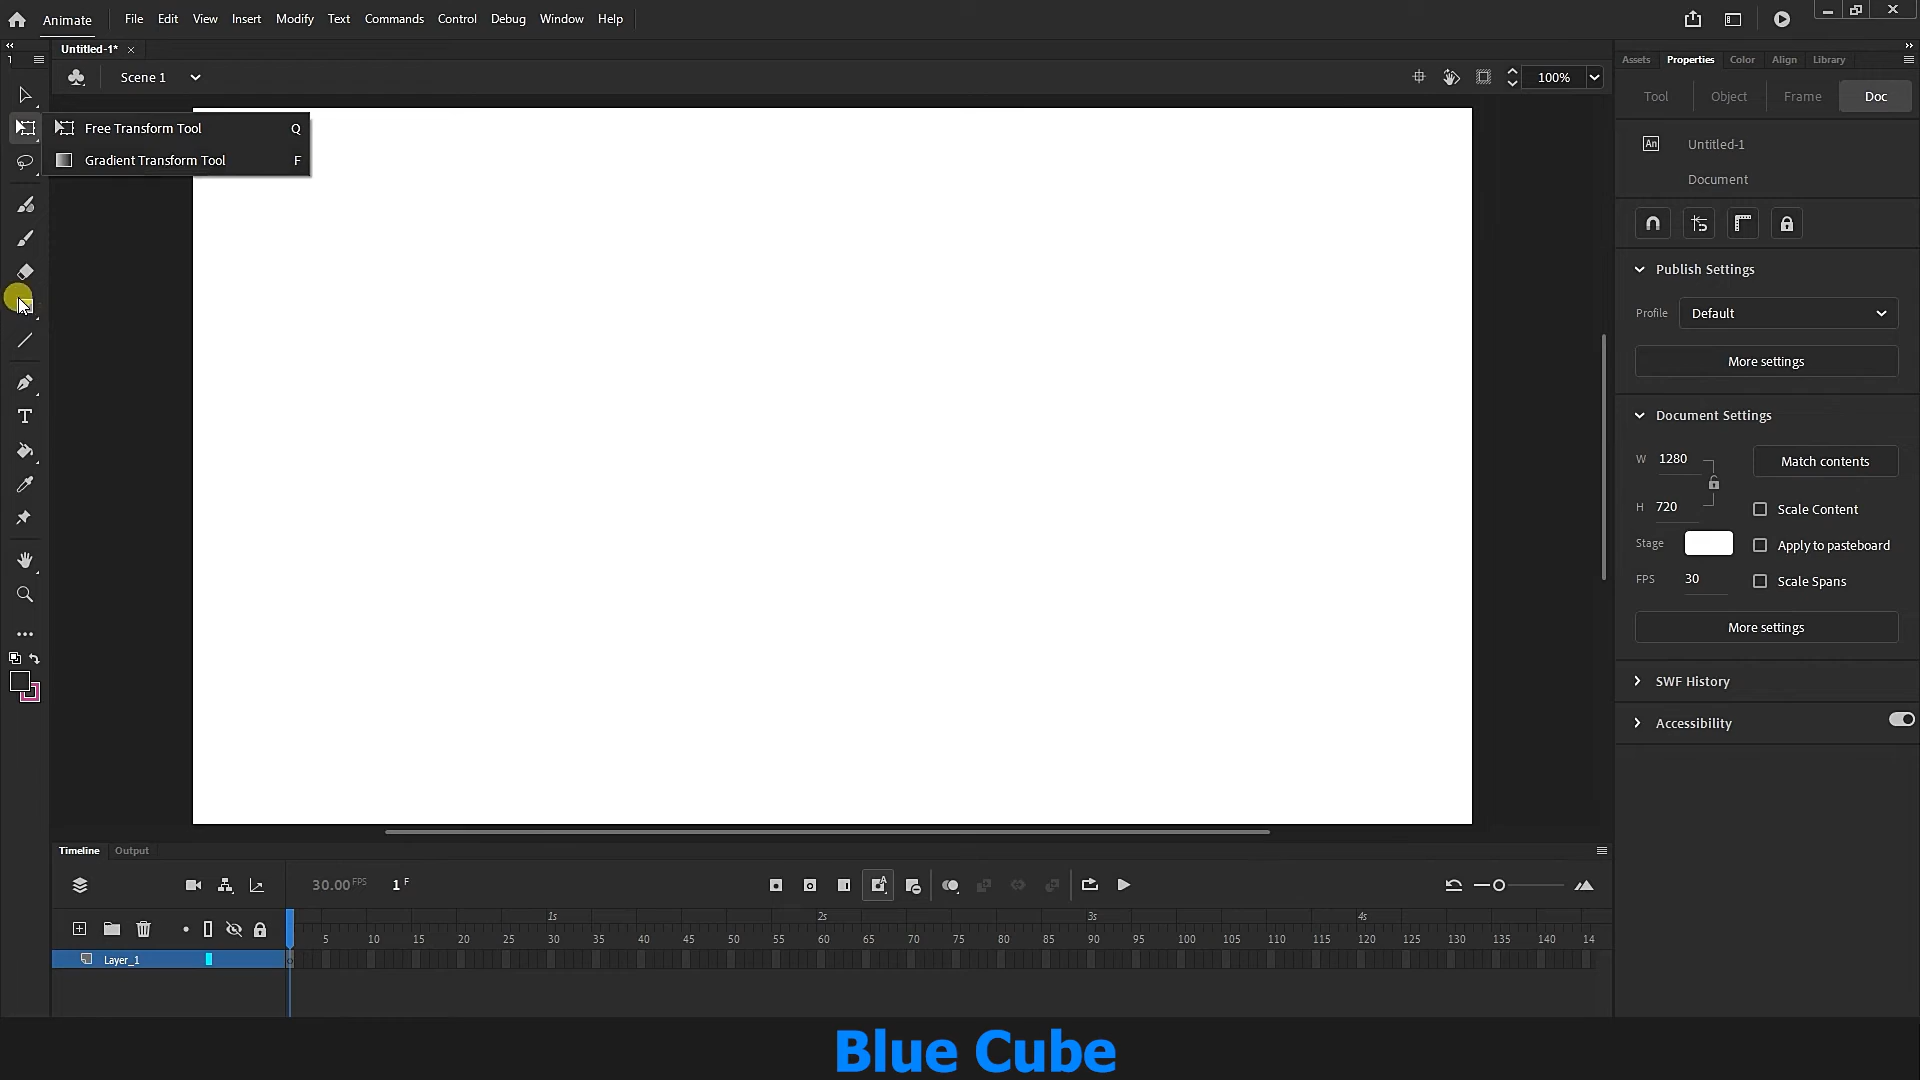 Animate File Edit View Insert Modify Text Commands Control Debug Window Help
Untitled-1*
Scene 1
100%
Free Transform Tool Q
Gradient Transform Tool F
Assets Properties Color Align Library
Tool Object Frame Doc
An Untitled-1
Document
Publish Settings
Profile Default
More settings
Document Settings
W 1280 Match contents
H 720 Scale Content
Stage Apply to pasteboard
FPS 30 Scale Spans
More settings
SWF History
Accessibility
Timeline Output
30.00 FPS 1 F
1s 2s 3s 4s
5 10 15 20 25 30 35 40 45 50 55 60 65 70 75 80 85 90 95 100 105 110 115 120 125 130 135 140 14
Layer_1
Blue Cube